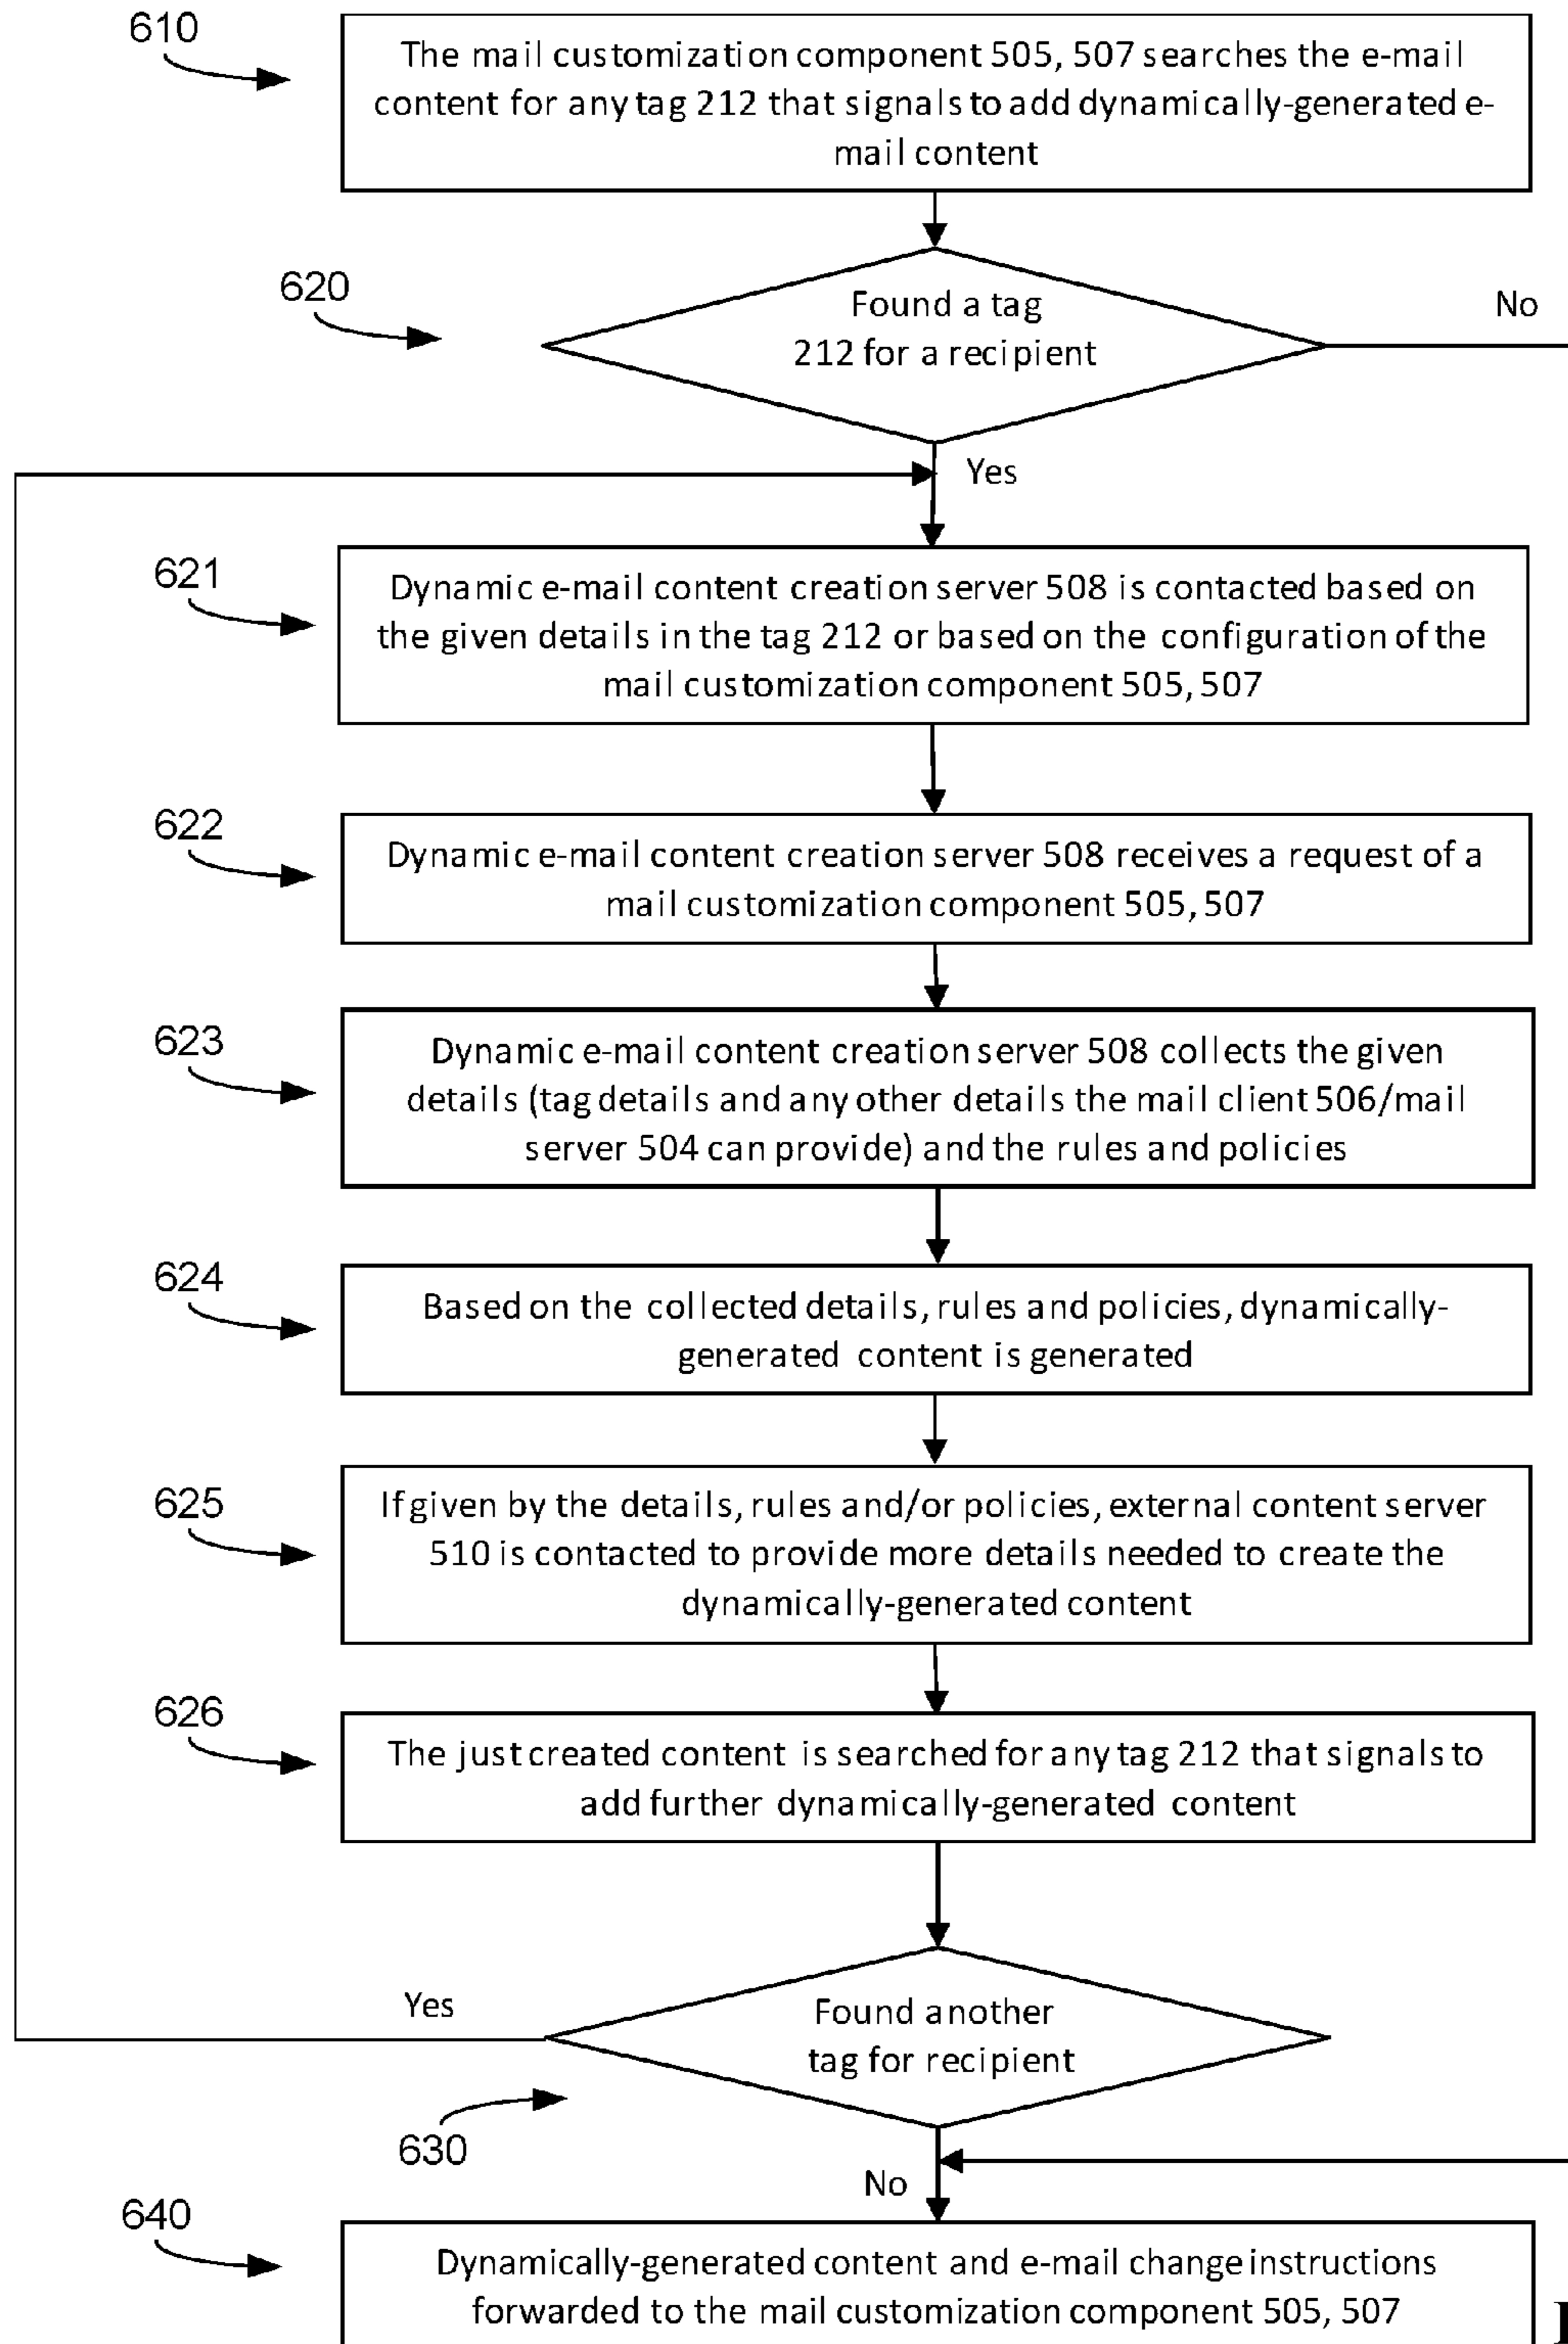 610
The mail customization component 505, 507 searches the e-mail
content for any tag 212 that signals to add dynamically-generated e-
mail content
620
Found a tag
212 for a recipient
No
Yes
621
Dynamic e-mail content creation server 508 is contacted based on
the given details in the tag 212 or based on the configuration of the
mail customization component 505, 507
622
Dynamic e-mail content creation server 508 receives a request of a
mail customization component 505, 507
623
Dynamic e-mail content creation server 508 collects the given
details (tag details and any other details the mail client 506/mail
server 504 can provide) and the rules and policies
624
Based on the collected details, rules and policies, dynamically-
generated content is generated
625
If given by the details, rules and/or policies, external content server
510 is contacted to provide more details needed to create the
dynamically-generated content
626
The just created content is searched for any tag 212 that signals to
add further dynamically-generated content
Yes
Found another
tag for recipient
630
No
640
Dynamically-generated content and e-mail change instructions
forwarded to the mail customization component 505, 507